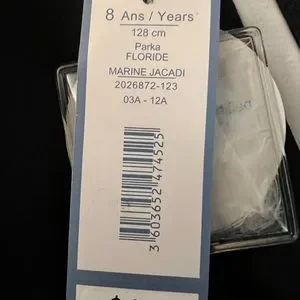 8 Ans / Years
128 cm
Parka
FLORIDE
MARINE JACADI
2026872-123
03A - 12A
3 603652 474525